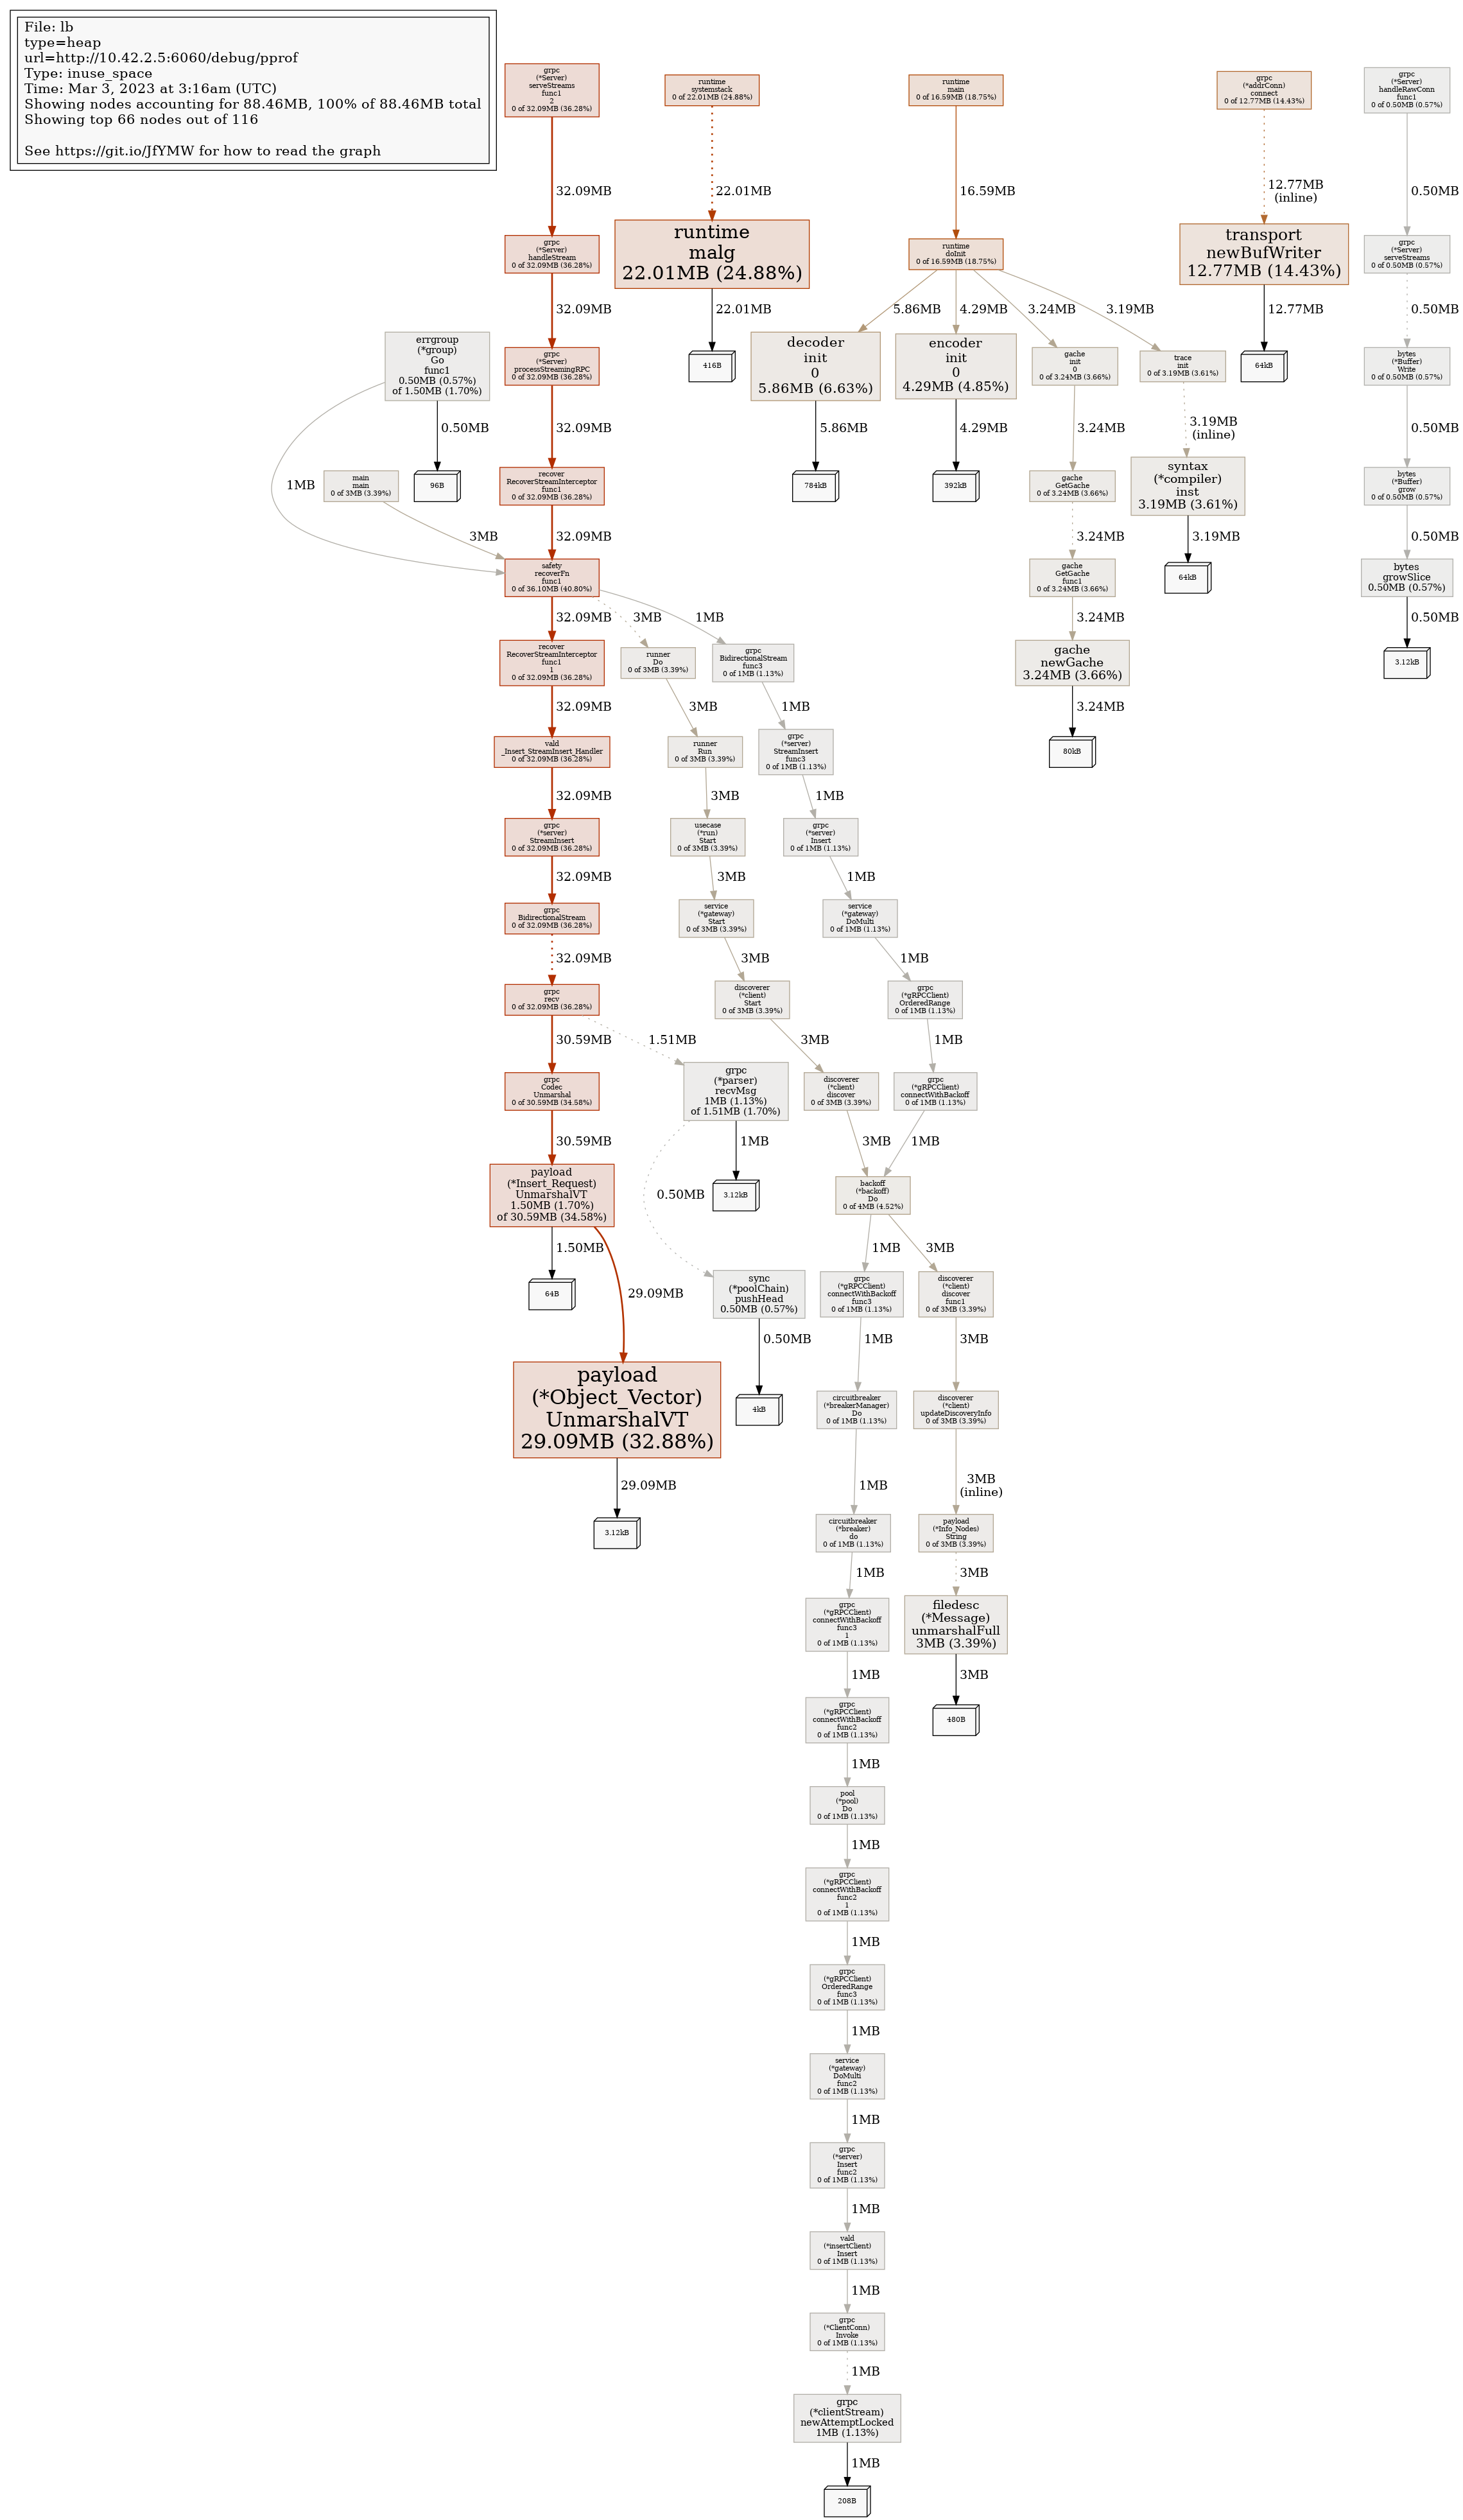 File: lb
type=heap
url=http://10.42.2.5:6060/debug/pprof
Type: inuse_space
Time: Mar 3, 2023 at 3:16am (UTC)
Showing nodes accounting for 88.46MB, 100% of 88.46MB total
Showing top 66 nodes out of 116
See https://git.io/JfYMW for how to read the graph
grpc
(*Server)
serveStreams
func1
2
0 of 32.09MB (36.28%)
runtime
systemstack
0 of 22.01MB (24.88%)
runtime
main
0 of 16.59MB (18.75%)
grpc
(*addrConn)
connect
0 of 12.77MB (14.43%)
grpc
(*Server)
handleRawConn
func1
0 of 0.50MB (0.57%)
32.09MB
22.01MB
16.59MB
12.77MB
(inline)
0.50MB
grpc
(*Server)
handleStream
0 of 32.09MB (36.28%)
runtime
malg
22.01MB (24.88%)
runtime
doInit
0 of 16.59MB (18.75%)
transport
newBufWriter
12.77MB (14.43%)
grpc
(*Server)
serveStreams
0 of 0.50MB (0.57%)
32.09MB
22.01MB
5.86MB
4.29MB
3.24MB
3.19MB
12.77MB
0.50MB
errgroup
(*group)
Go
func1
0.50MB (0.57%)
of 1.50MB (1.70%)
grpc
(*Server)
processStreamingRPC
0 of 32.09MB (36.28%)
416B
decoder
init
0
5.86MB (6.63%)
encoder
init
0
4.29MB (4.85%)
gache
init
0
0 of 3.24MB (3.66%)
trace
init
0 of 3.19MB (3.61%)
64kB
bytes
(*Buffer)
Write
0 of 0.50MB (0.57%)
0.50MB
32.09MB
5.86MB
4.29MB
3.24MB
3.19MB
(inline)
0.50MB
1MB
main
main
0 of 3MB (3.39%)
96B
recover
RecoverStreamInterceptor
func1
0 of 32.09MB (36.28%)
784kB
392kB
gache
GetGache
0 of 3.24MB (3.66%)
syntax
(*compiler)
inst
3.19MB (3.61%)
bytes
(*Buffer)
grow
0 of 0.50MB (0.57%)
3MB
32.09MB
3.24MB
3.19MB
0.50MB
safety
recoverFn
func1
0 of 36.10MB (40.80%)
gache
GetGache
func1
0 of 3.24MB (3.66%)
64kB
bytes
growSlice
0.50MB (0.57%)
32.09MB
3MB
1MB
3.24MB
0.50MB
recover
RecoverStreamInterceptor
func1
1
0 of 32.09MB (36.28%)
runner
Do
0 of 3MB (3.39%)
grpc
BidirectionalStream
func3
0 of 1MB (1.13%)
gache
newGache
3.24MB (3.66%)
3.12kB
32.09MB
3MB
1MB
3.24MB
vald
_Insert_StreamInsert_Handler
0 of 32.09MB (36.28%)
runner
Run
0 of 3MB (3.39%)
grpc
(*server)
StreamInsert
func3
0 of 1MB (1.13%)
80kB
32.09MB
3MB
1MB
grpc
(*server)
StreamInsert
0 of 32.09MB (36.28%)
usecase
(*run)
Start
0 of 3MB (3.39%)
grpc
(*server)
Insert
0 of 1MB (1.13%)
32.09MB
3MB
1MB
grpc
BidirectionalStream
0 of 32.09MB (36.28%)
service
(*gateway)
Start
0 of 3MB (3.39%)
service
(*gateway)
DoMulti
0 of 1MB (1.13%)
32.09MB
3MB
1MB
grpc
recv
0 of 32.09MB (36.28%)
discoverer
(*client)
Start
0 of 3MB (3.39%)
grpc
(*gRPCClient)
OrderedRange
0 of 1MB (1.13%)
30.59MB
1.51MB
3MB
1MB
grpc
Codec
Unmarshal
0 of 30.59MB (34.58%)
grpc
(*parser)
recvMsg
1MB (1.13%)
of 1.51MB (1.70%)
discoverer
(*client)
discover
0 of 3MB (3.39%)
grpc
(*gRPCClient)
connectWithBackoff
0 of 1MB (1.13%)
30.59MB
1MB
3MB
1MB
payload
(*Insert_Request)
UnmarshalVT
1.50MB (1.70%)
of 30.59MB (34.58%)
0.50MB
3.12kB
backoff
(*backoff)
Do
0 of 4MB (4.52%)
1.50MB
29.09MB
1MB
3MB
64B
sync
(*poolChain)
pushHead
0.50MB (0.57%)
grpc
(*gRPCClient)
connectWithBackoff
func3
0 of 1MB (1.13%)
discoverer
(*client)
discover
func1
0 of 3MB (3.39%)
0.50MB
1MB
3MB
payload
(*Object_Vector)
UnmarshalVT
29.09MB (32.88%)
4kB
circuitbreaker
(*breakerManager)
Do
0 of 1MB (1.13%)
discoverer
(*client)
updateDiscoveryInfo
0 of 3MB (3.39%)
29.09MB
1MB
3MB
(inline)
3.12kB
circuitbreaker
(*breaker)
do
0 of 1MB (1.13%)
payload
(*Info_Nodes)
String
0 of 3MB (3.39%)
1MB
3MB
grpc
(*gRPCClient)
connectWithBackoff
func3
1
0 of 1MB (1.13%)
filedesc
(*Message)
unmarshalFull
3MB (3.39%)
1MB
3MB
grpc
(*gRPCClient)
connectWithBackoff
func2
0 of 1MB (1.13%)
480B
1MB
pool
(*pool)
Do
0 of 1MB (1.13%)
1MB
grpc
(*gRPCClient)
connectWithBackoff
func2
1
0 of 1MB (1.13%)
1MB
grpc
(*gRPCClient)
OrderedRange
func3
0 of 1MB (1.13%)
1MB
service
(*gateway)
DoMulti
func2
0 of 1MB (1.13%)
1MB
grpc
(*server)
Insert
func2
0 of 1MB (1.13%)
1MB
vald
(*insertClient)
Insert
0 of 1MB (1.13%)
1MB
grpc
(*ClientConn)
Invoke
0 of 1MB (1.13%)
1MB
grpc
(*clientStream)
newAttemptLocked
1MB (1.13%)
1MB
208B